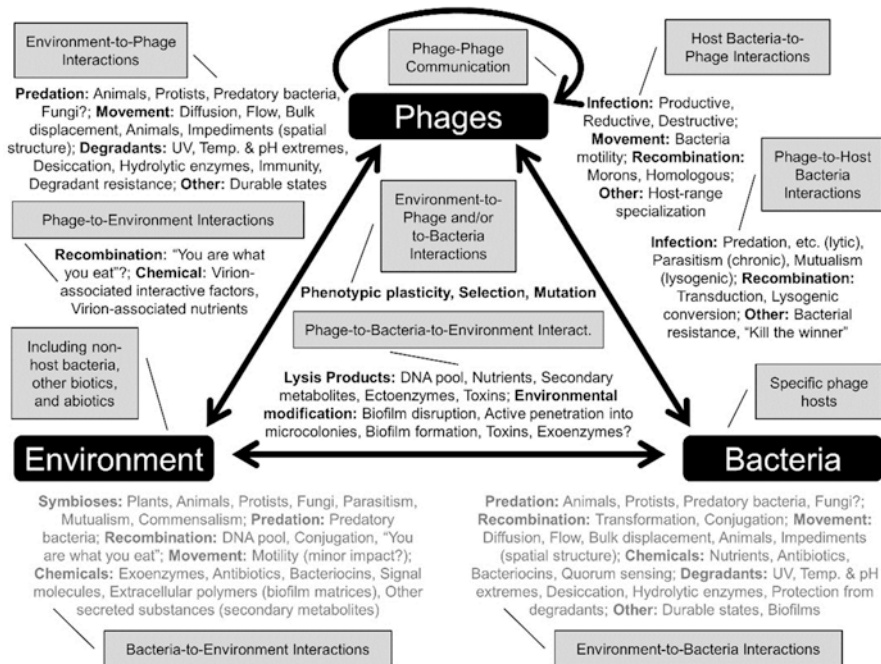 Environment-to-Phage
Interactions
Predation: Animals, Protists, Predatory bacteria,
Fungi?; Movement: Diffusion, Flow, Bulk
displacement, Animals, Impediments (spatial
structure); Degradants: UV, Temp. & pH extremes,
Desiccation, Hydrolytic enzymes, Immunity,
Degradant resistance; Other: Durable states
Phage-to-Environment Interactions
Recombination: “You are what
you eat”?; Chemical: Virion-
associated interactive factors,
Virion-associated nutrients
Including non-
host bacteria,
other biotics,
and abiotics
Phage-Phage
Communication
Phages
Environment-to-
Phage and/or
to-Bacteria
Interactions
Phenotypic plasticity, Selection, Mutation
Phage-to-Bacteria-to-Environment Interact.
Lysis Products: DNA pool, Nutrients, Secondary
metabolites, Ectoenzymes, Toxins; Environmental
modification: Biofilm disruption, Active penetration into
microcolonies, Biofilm formation, Toxins, Exoenzymes?
Host Bacteria-to-
Phage Interactions
Infection: Productive,
Reductive, Destructive;
Movement: Bacteria
motility; Recombination:
Morons, Homologous;
Other: Host-range
specialization
Phage-to-Host
Bacteria
Interactions
Infection: Predation, etc. (lytic),
Parasitism (chronic), Mutualism
(lysogenic); Recombination:
Transduction, Lysogenic
conversion; Other: Bacterial
resistance, “Kill the winner”
Specific phage
hosts
Environment
Bacteria
Symbioses: Plants, Animals, Protists, Fungi, Parasitism,
Mutualism, Commensalism; Predation: Predatory
bacteria; Recombination: DNA pool, Conjugation, “You
are what you eat”; Movement: Motility (minor impact?);
Chemicals: Exoenzymes, Antibiotics, Bacteriocins, Signal
molecules, Extracellular polymers (biofilm matrices), Other
secreted substances (secondary metabolites)
Bacteria-to-Environment Interactions
Predation: Animals, Protists, Predatory bacteria, Fungi?;
Recombination: Transformation, Conjugation; Movement:
Diffusion, Flow, Bulk displacement, Animals, Impediments
(spatial structure); Chemicals: Nutrients, Antibiotics,
Bacteriocins, Quorum sensing; Degradants: UV, Temp. & pH
extremes, Desiccation, Hydrolytic enzymes, Protection from
degradants; Other: Durable states, Biofilms
Environment-to-Bacteria Interactions